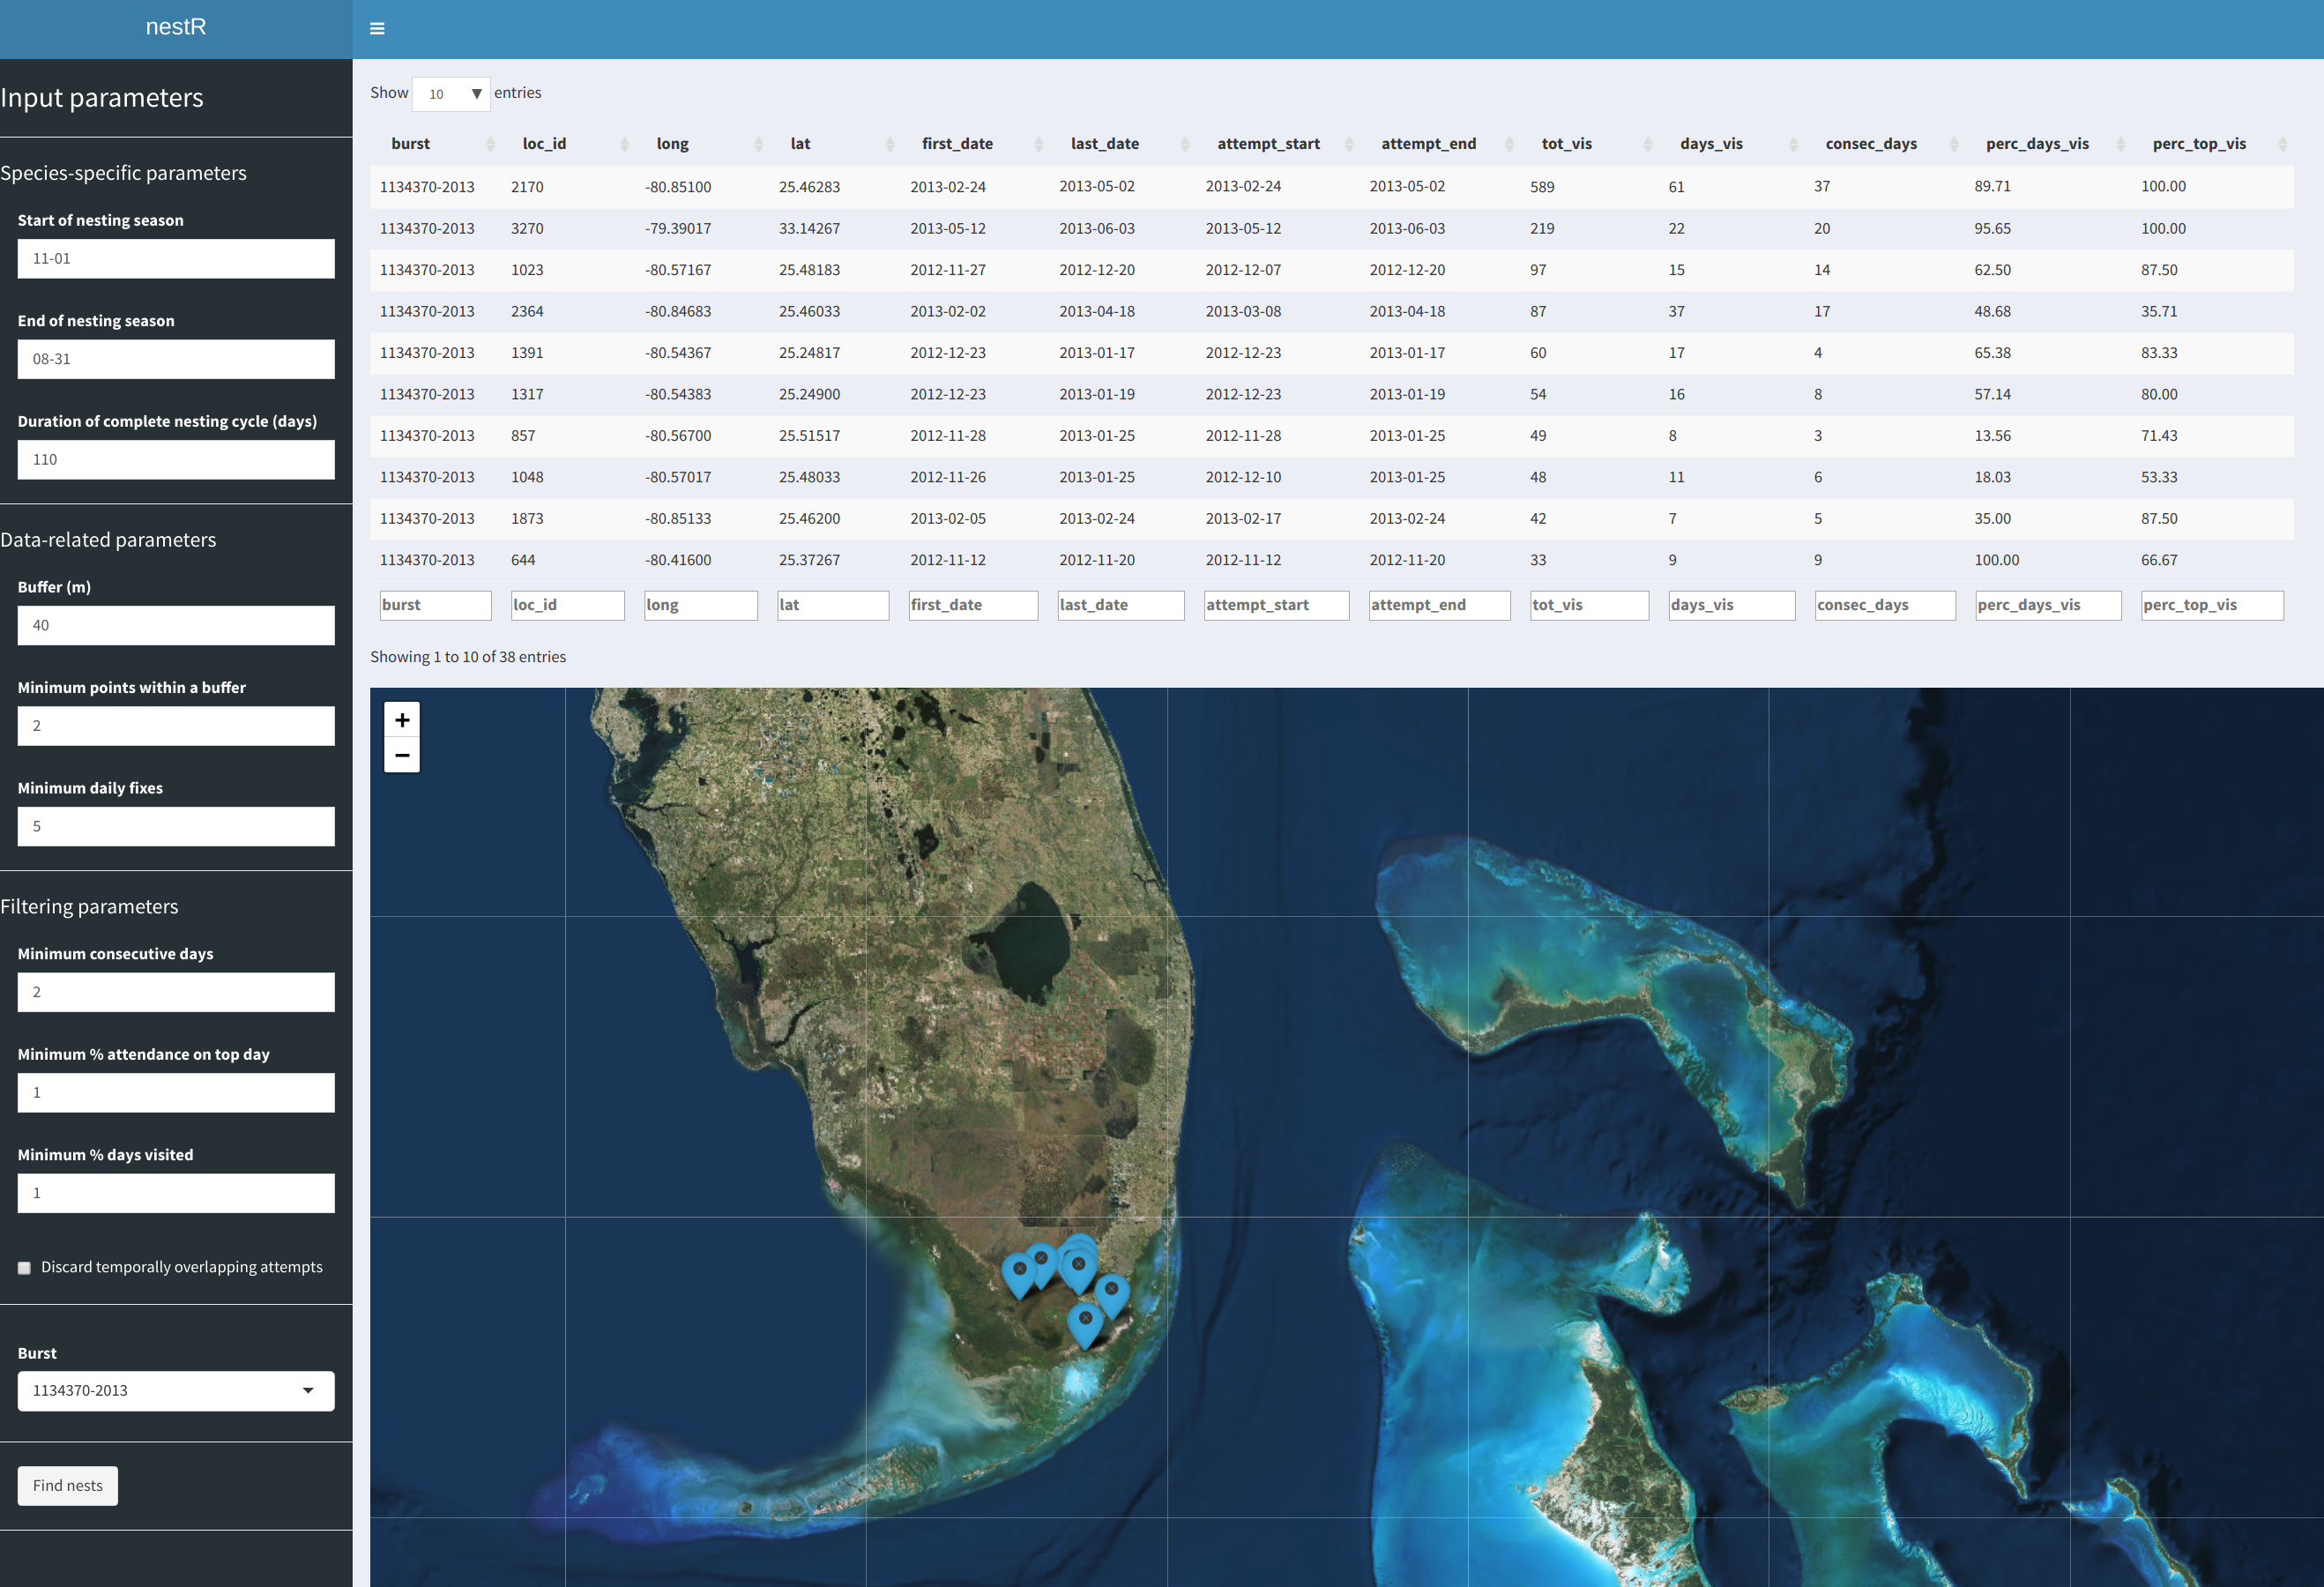 nestR
Input parameters
Species-specific parameters
Start of nesting season
11-01
End of nesting season
08-31
Duration of complete nesting cycle (days)
110
Data-related parameters
Buffer (m)
40
Minimum points within a buffer
2
Minimum daily fixes
5
Filtering parameters
Minimum consecutive days
2
Minimum % attendance on top day
1
Minimum % days visited
1
Discard temporally overlapping attempts
Burst
1134370-2013
Find nests
Show 10 entries
burst loc_id long lat first_date last_date attempt_start attempt_end tot_vis days_vis consec_days perc_days_vis perc_top_vis
1134370-2013 2170 -80.85100 25.46283 2013-02-24 2013-05-02 2013-02-24 2013-05-02 589 61 37 89.71 100.00
1134370-2013 3270 -79.39017 33.14267 2013-05-12 2013-06-03 2013-05-12 2013-06-03 219 22 20 95.65 100.00
1134370-2013 1023 -80.57167 25.48183 2012-11-27 2012-12-20 2012-12-07 2012-12-20 97 15 14 62.50 87.50
1134370-2013 2364 -80.84683 25.46033 2013-02-02 2013-04-18 2013-03-08 2013-04-18 87 37 17 48.68 35.71
1134370-2013 1391 -80.54367 25.24817 2012-12-23 2013-01-17 2012-12-23 2013-01-17 60 17 4 65.38 83.33
1134370-2013 1317 -80.54383 25.24900 2012-12-23 2013-01-19 2012-12-23 2013-01-19 54 16 8 57.14 80.00
1134370-2013 857 -80.56700 25.51517 2012-11-28 2013-01-25 2012-11-28 2013-01-25 49 8 3 13.56 71.43
1134370-2013 1048 -80.57017 25.48033 2012-11-26 2013-01-25 2012-12-10 2013-01-25 48 11 6 18.03 53.33
1134370-2013 1873 -80.85133 25.46200 2013-02-05 2013-02-24 2013-02-17 2013-02-24 42 7 5 35.00 87.50
1134370-2013 644 -80.41600 25.37267 2012-11-12 2012-11-20 2012-11-12 2012-11-20 33 9 9 100.00 66.67
burst loc_id long lat first_date last_date attempt_start attempt_end tot_vis days_vis consec_days perc_days_vis perc_top_vis
Showing 1 to 10 of 38 entries
+
−